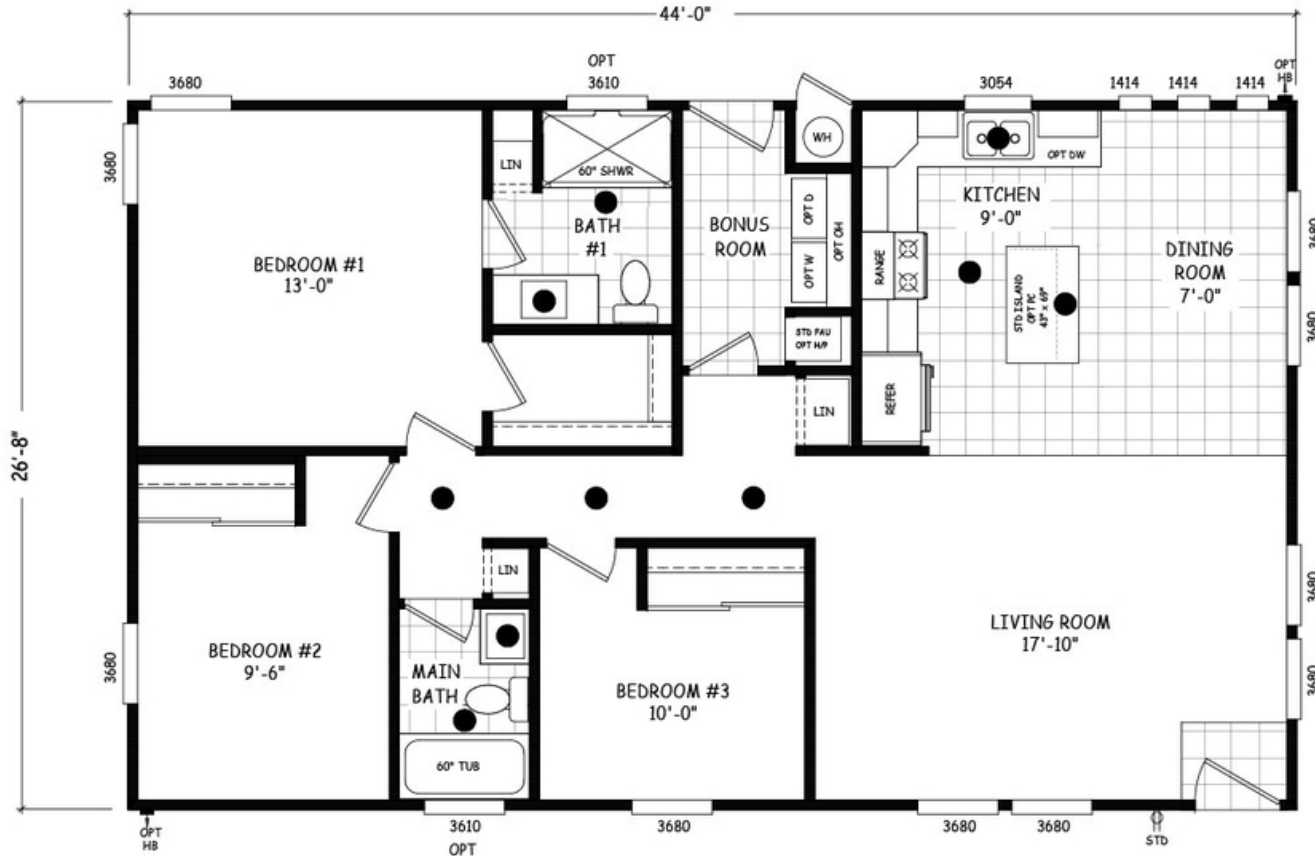 44'-0"
OPT
OPT
HB
3680
3610
3054
1414
1414
1414
3680
LIN
60" SHWR
WH
OPT DW
BATH
#1
BONUS
ROOM
OPT D
OPT W
OPT OH
KITCHEN
9'-0"
RANGE
STD ISLAND
OPT PC
43" x 69"
DINING
ROOM
7'-0"
3680
3680
BEDROOM #1
13'-0"
STD FAU
OPT H/P
REFER
LIN
26'-8"
LIN
BEDROOM #2
9'-6"
3680
MAIN
BATH
60" TUB
BEDROOM #3
10'-0"
LIVING ROOM
17'-10"
3680
3680
OPT
HB
3610
OPT
3680
3680
3680
STD